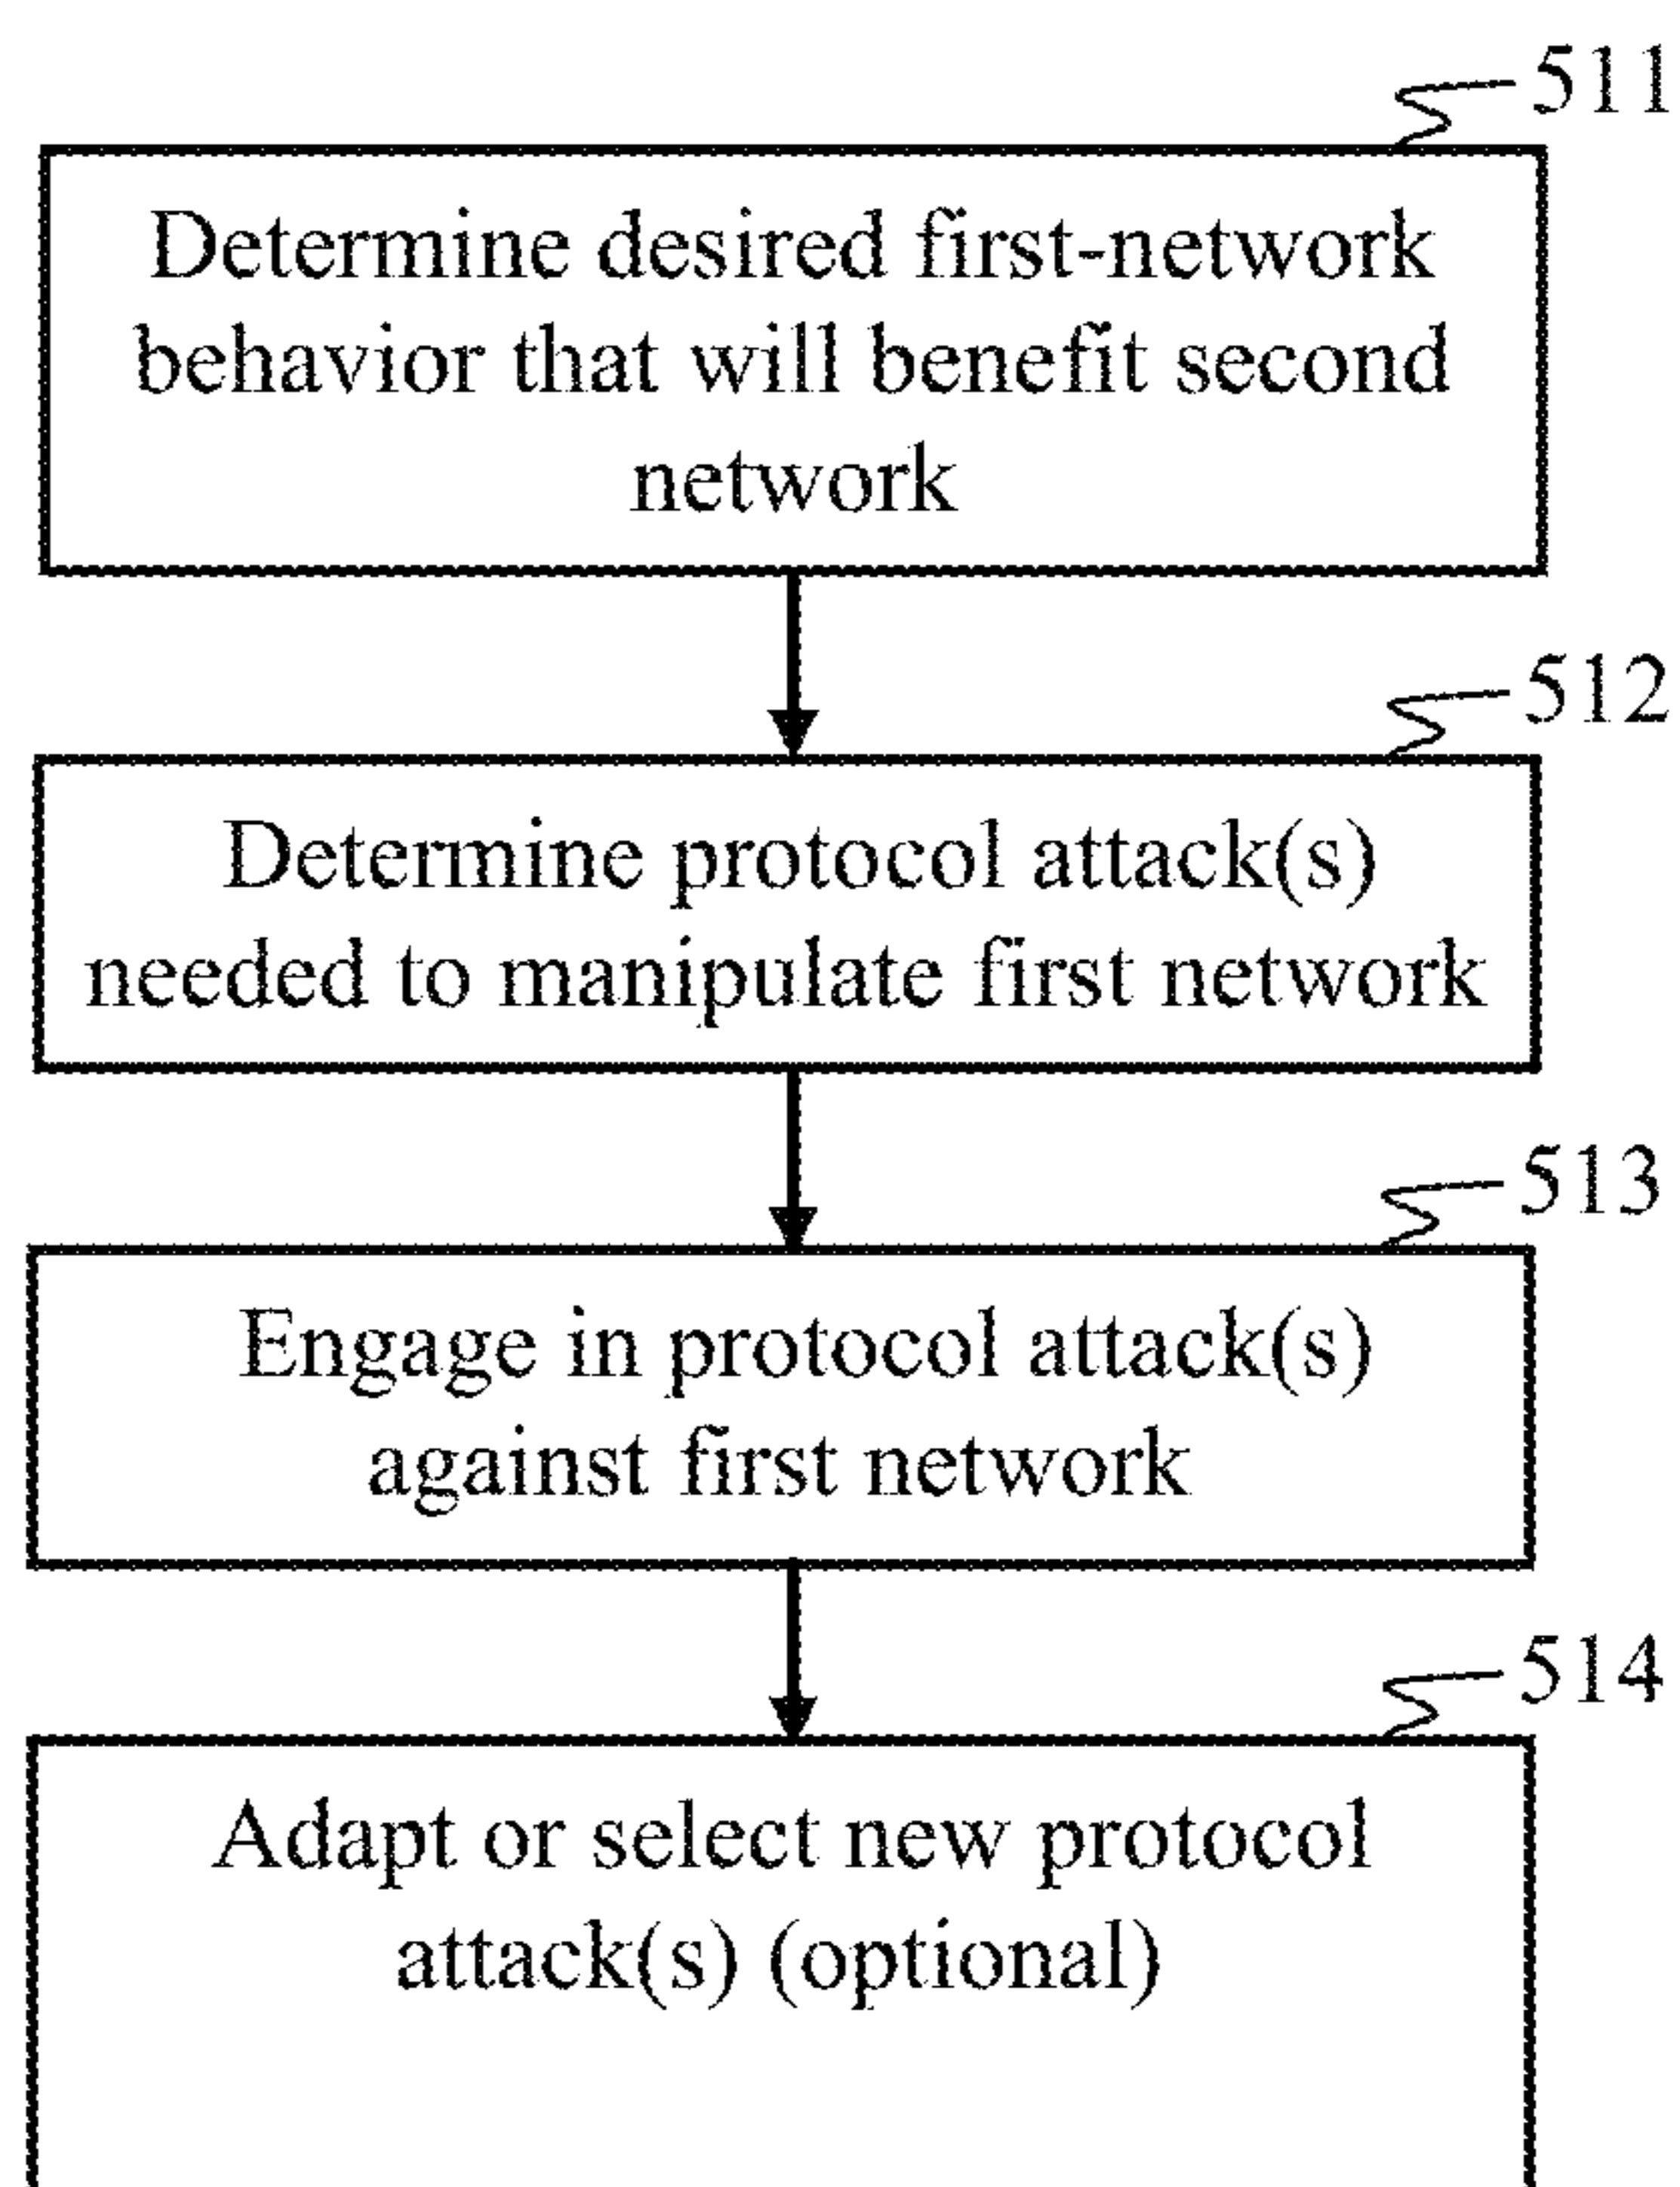 511
Determine desired first-network
behavior that will benefit second
network
512
Determine protocol attack(s)
needed to manipulate first network
513
Engage in protocol attack(s)
against first network
514
Adapt or select new protocol
attack(s) (optional)